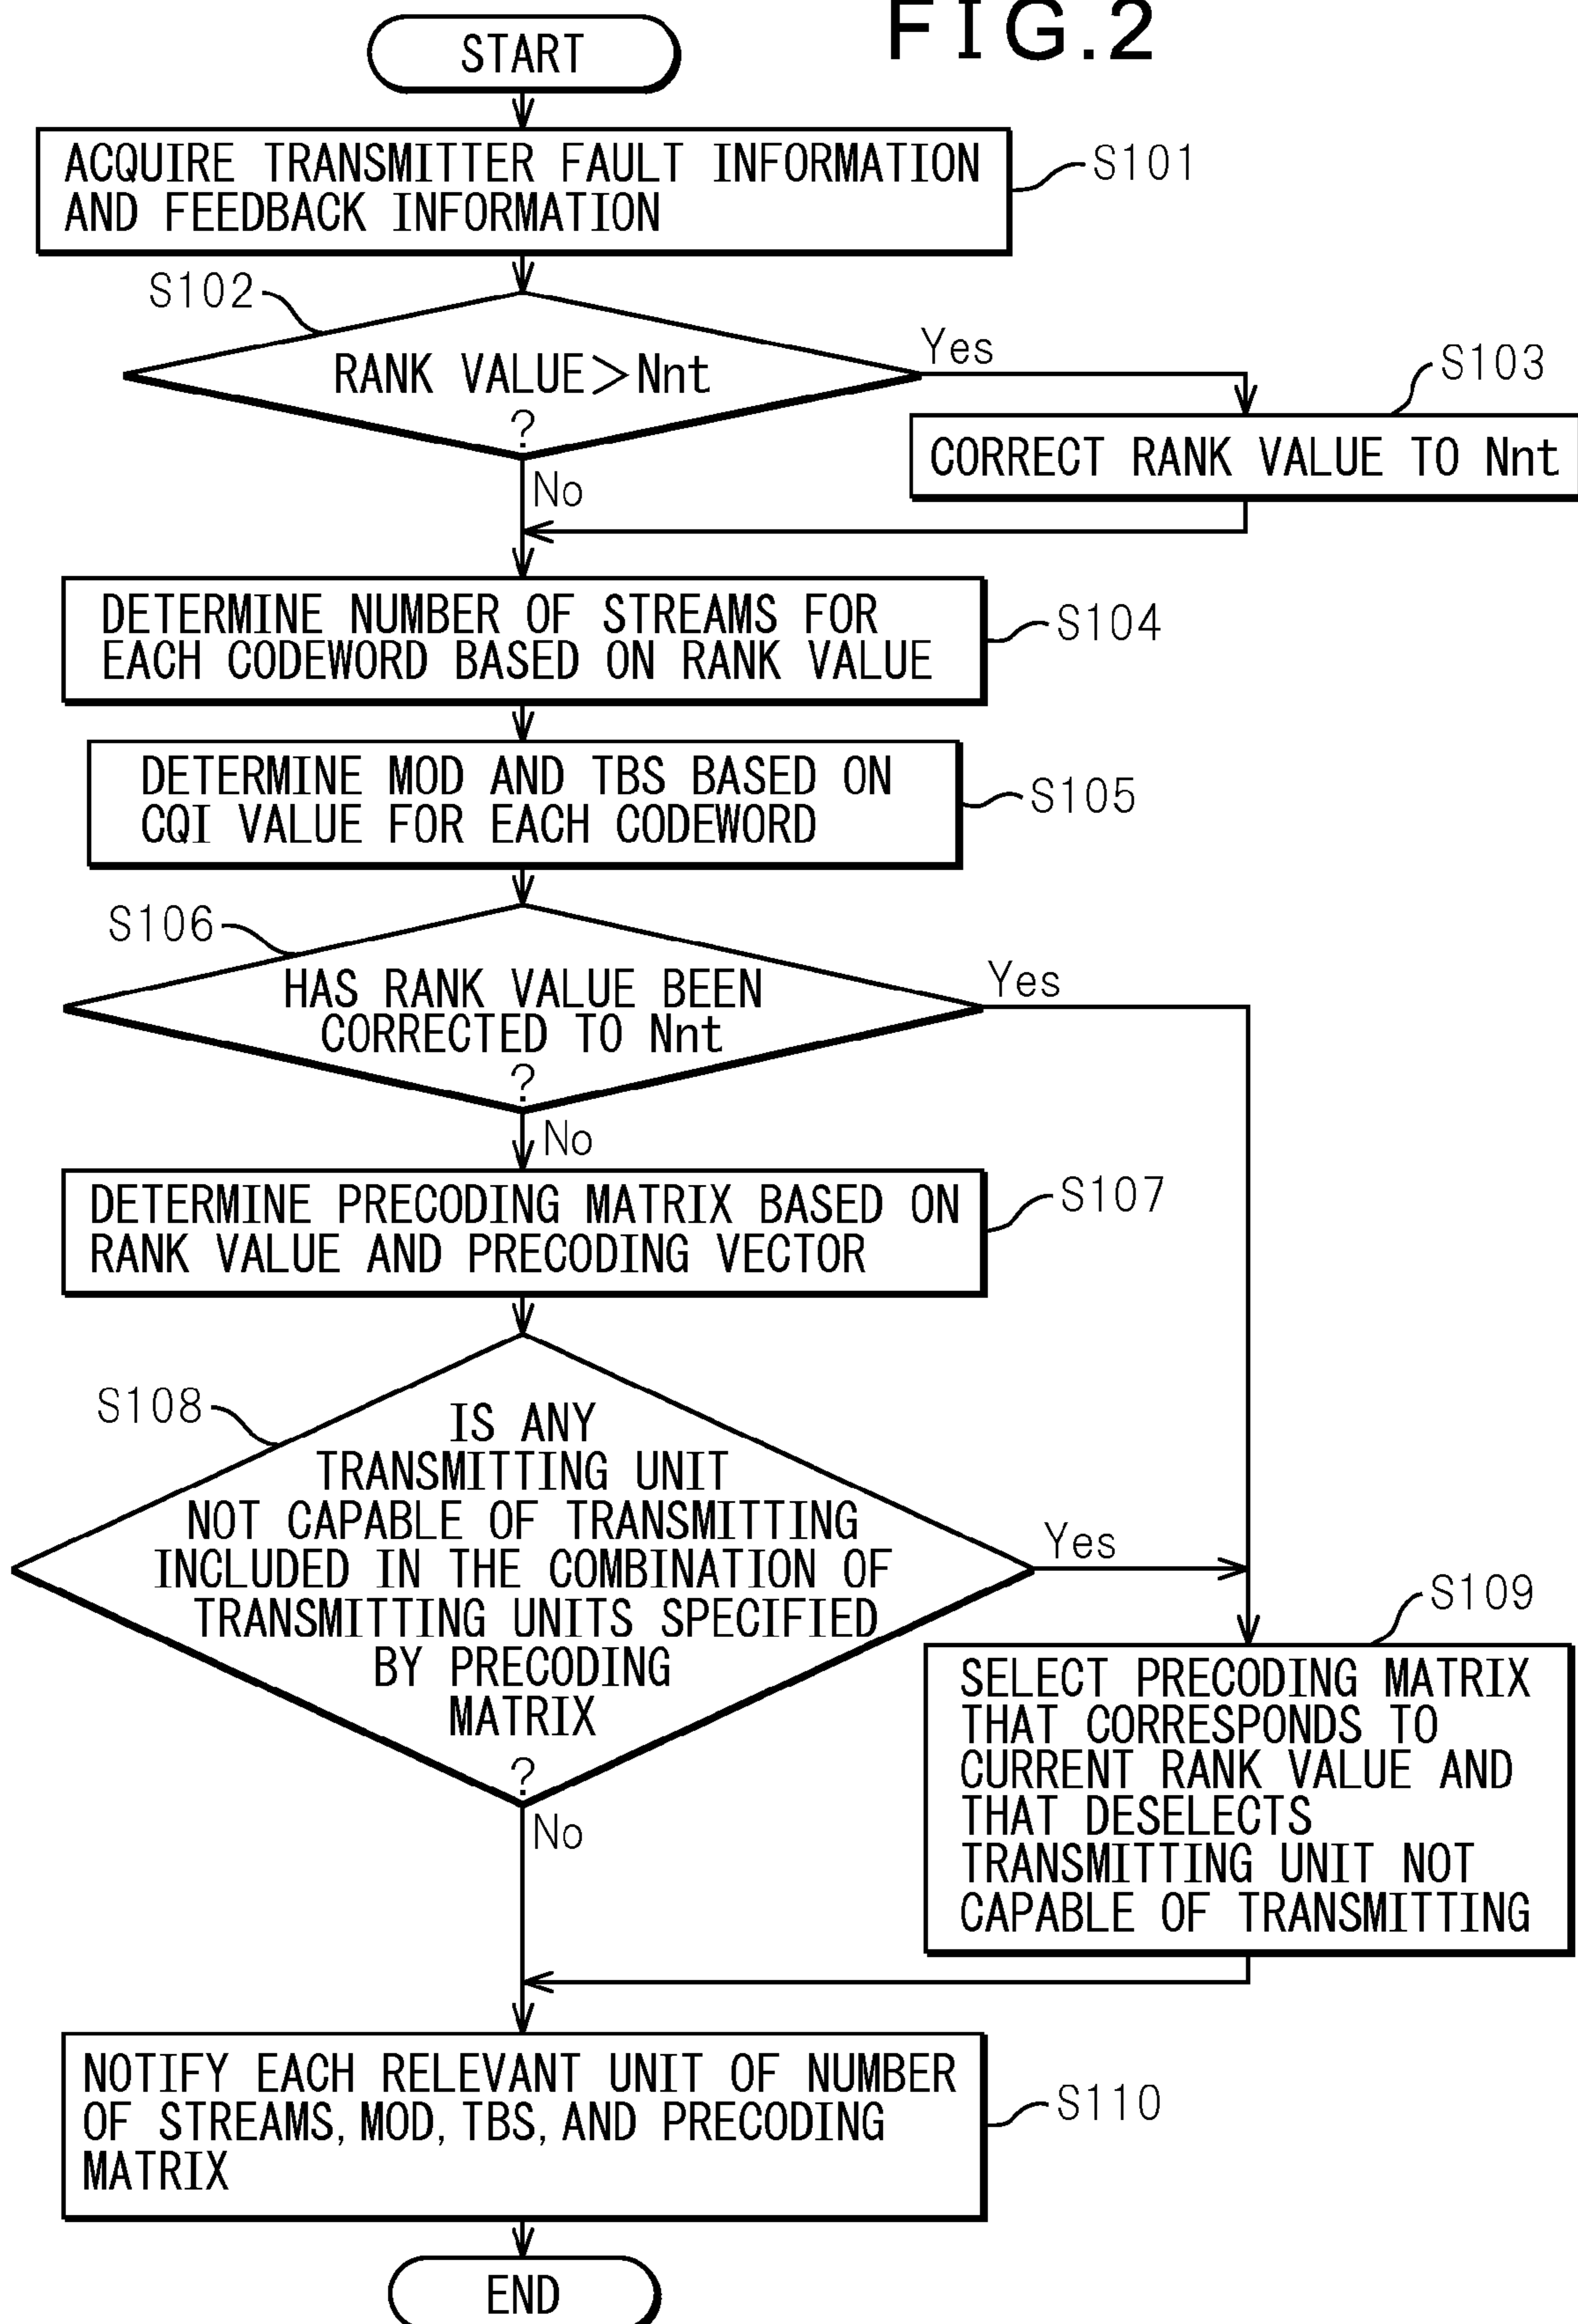 FIG.2
START
ACQUIRE TRANSMITTER FAULT INFORMATION
AND FEEDBACK INFORMATION
S101
S102
RANK VALUE>Nnt
?
Yes
No
S103
CORRECT RANK VALUE TO Nnt
DETERMINE NUMBER OF STREAMS FOR
EACH CODEWORD BASED ON RANK VALUE
S104
DETERMINE MOD AND TBS BASED ON
CQI VALUE FOR EACH CODEWORD
S105
S106
HAS RANK VALUE BEEN
CORRECTED TO Nnt
?
Yes
No
DETERMINE PRECODING MATRIX BASED ON
RANK VALUE AND PRECODING VECTOR
S107
S108
IS ANY
TRANSMITTING UNIT
NOT CAPABLE OF TRANSMITTING
INCLUDED IN THE COMBINATION OF
TRANSMITTING UNITS SPECIFIED
BY PRECODING
MATRIX
?
Yes
No
S109
SELECT PRECODING MATRIX
THAT CORRESPONDS TO
CURRENT RANK VALUE AND
THAT DESELECTS
TRANSMITTING UNIT NOT
CAPABLE OF TRANSMITTING
NOTIFY EACH RELEVANT UNIT OF NUMBER
OF STREAMS, MOD, TBS, AND PRECODING
MATRIX
S110
END